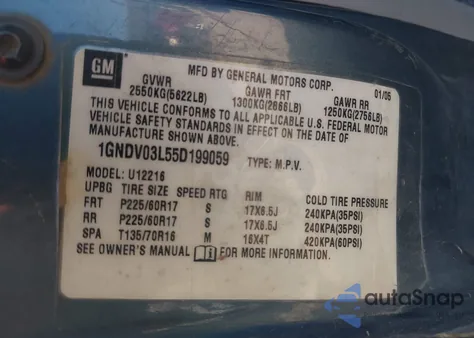 GM
MFD BY GENERAL MOTORS CORP. 01/05
GVWR GAWR FRT GAWR RR
2550KG(5622LB) 1300KG(2866LB) 1250KG(2756LB)
THIS VEHICLE CONFORMS TO ALL APPLICABLE U.S. FEDERAL MOTOR
VEHICLE SAFETY STANDARDS IN EFFECT ON THE DATE OF
MANUFACTURE SHOWN ABOVE.
1GNDV03L55D199059 TYPE: M.P.V.
MODEL: U12216
UPBG TIRE SIZE SPEED RTG RIM COLD TIRE PRESSURE
FRT P225/60R17 S 17X6.5J 240KPA(35PSI)
RR P225/60R17 S 17X6.5J 240KPA(35PSI)
SPA T135/70R16 M 16X4T 420KPA(60PSI)
SEE OWNER'S MANUAL i FOR MORE INFORMATION.
autoSnap